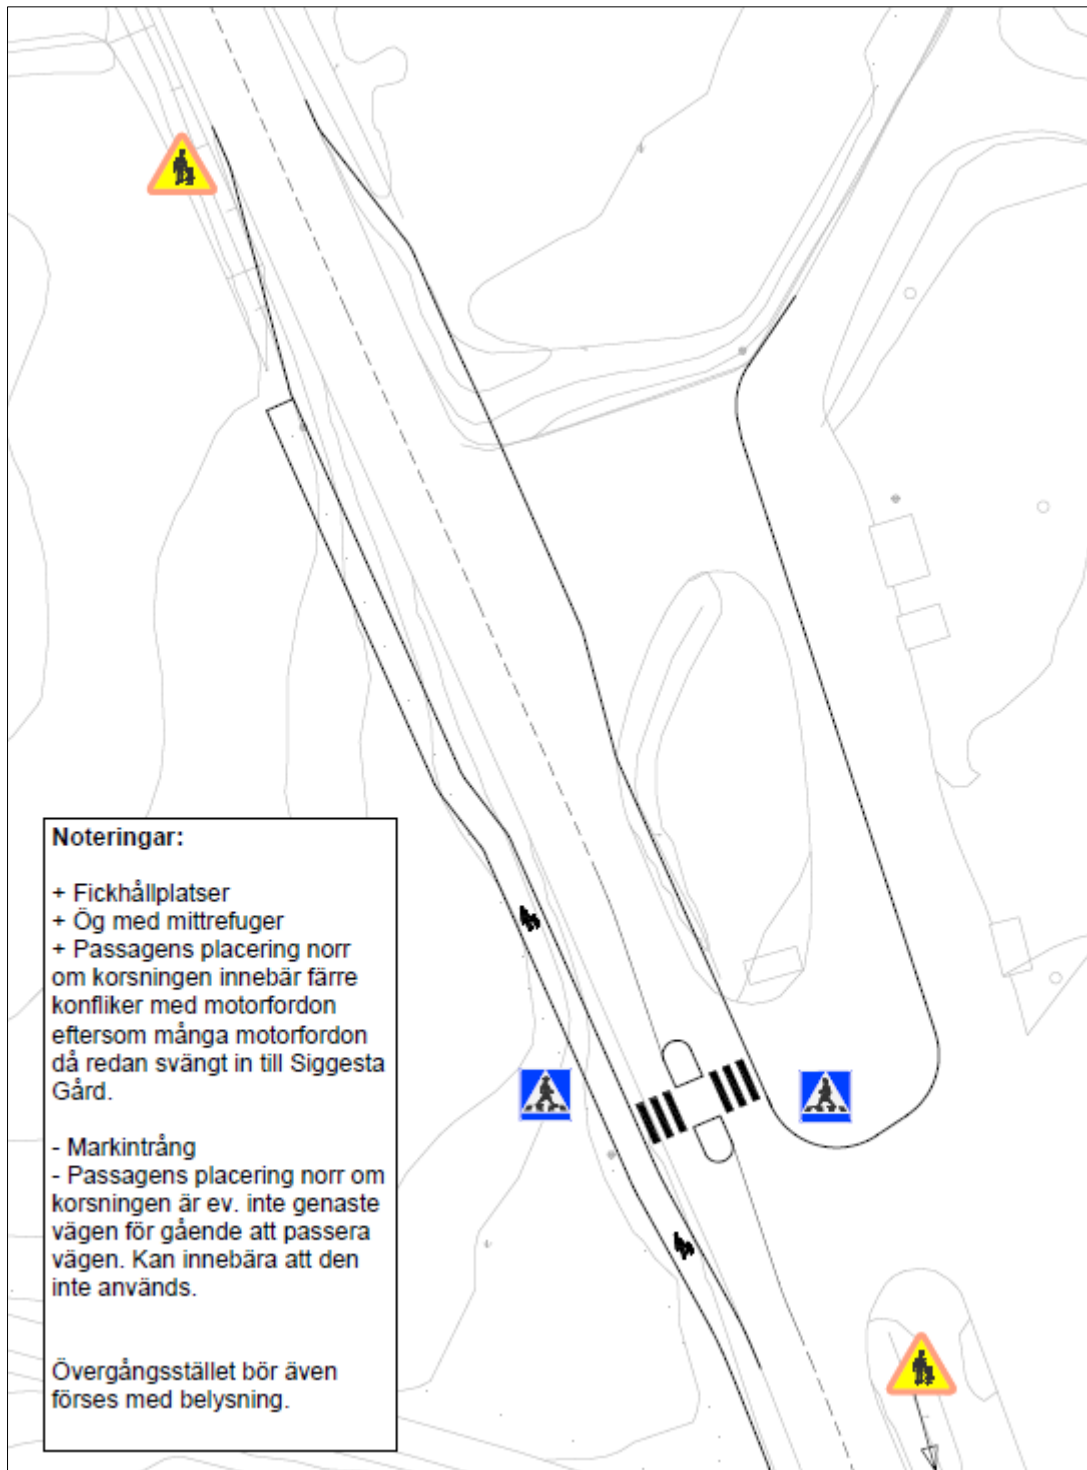 Noteringar:
+ Fickhållplatser
+ Ög med mittrefuger
+ Passagens placering norr
om korsningen innebär färre
konfliker med motorfordon
eftersom många motorfordon
då redan svängt in till Siggesta
Gård.
- Markintrång
- Passagens placering norr om
korsningen är ev. inte genaste
vägen för gående att passera
vägen. Kan innebära att den
inte används.
Övergångsstället bör även
förses med belysning.